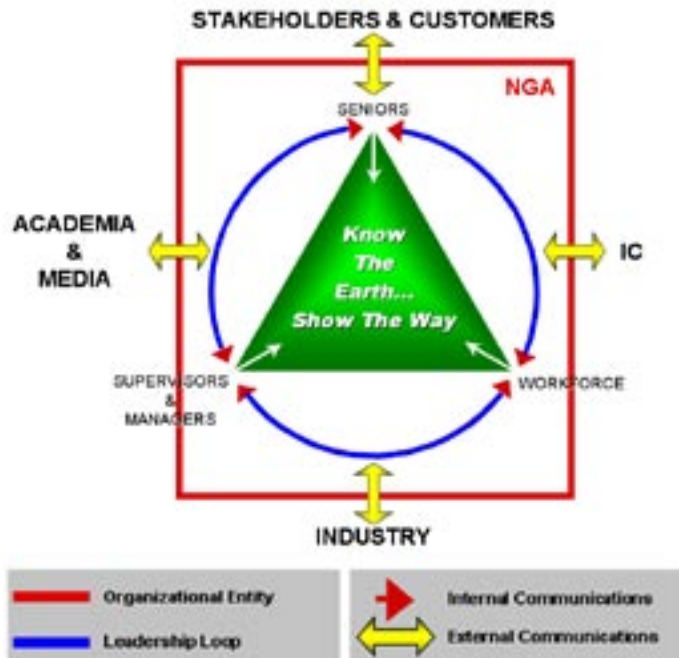 STAKEHOLDERS & CUSTOMERS
NGA
SENIORS
ACADEMIA
&
MEDIA
Know
The
Earth...
Show The Way
IC
SUPERVISORS
&
MANAGERS
WORKFORCE
INDUSTRY
Organizational Entity
Internal Communications
Leadership Loop
External Communications